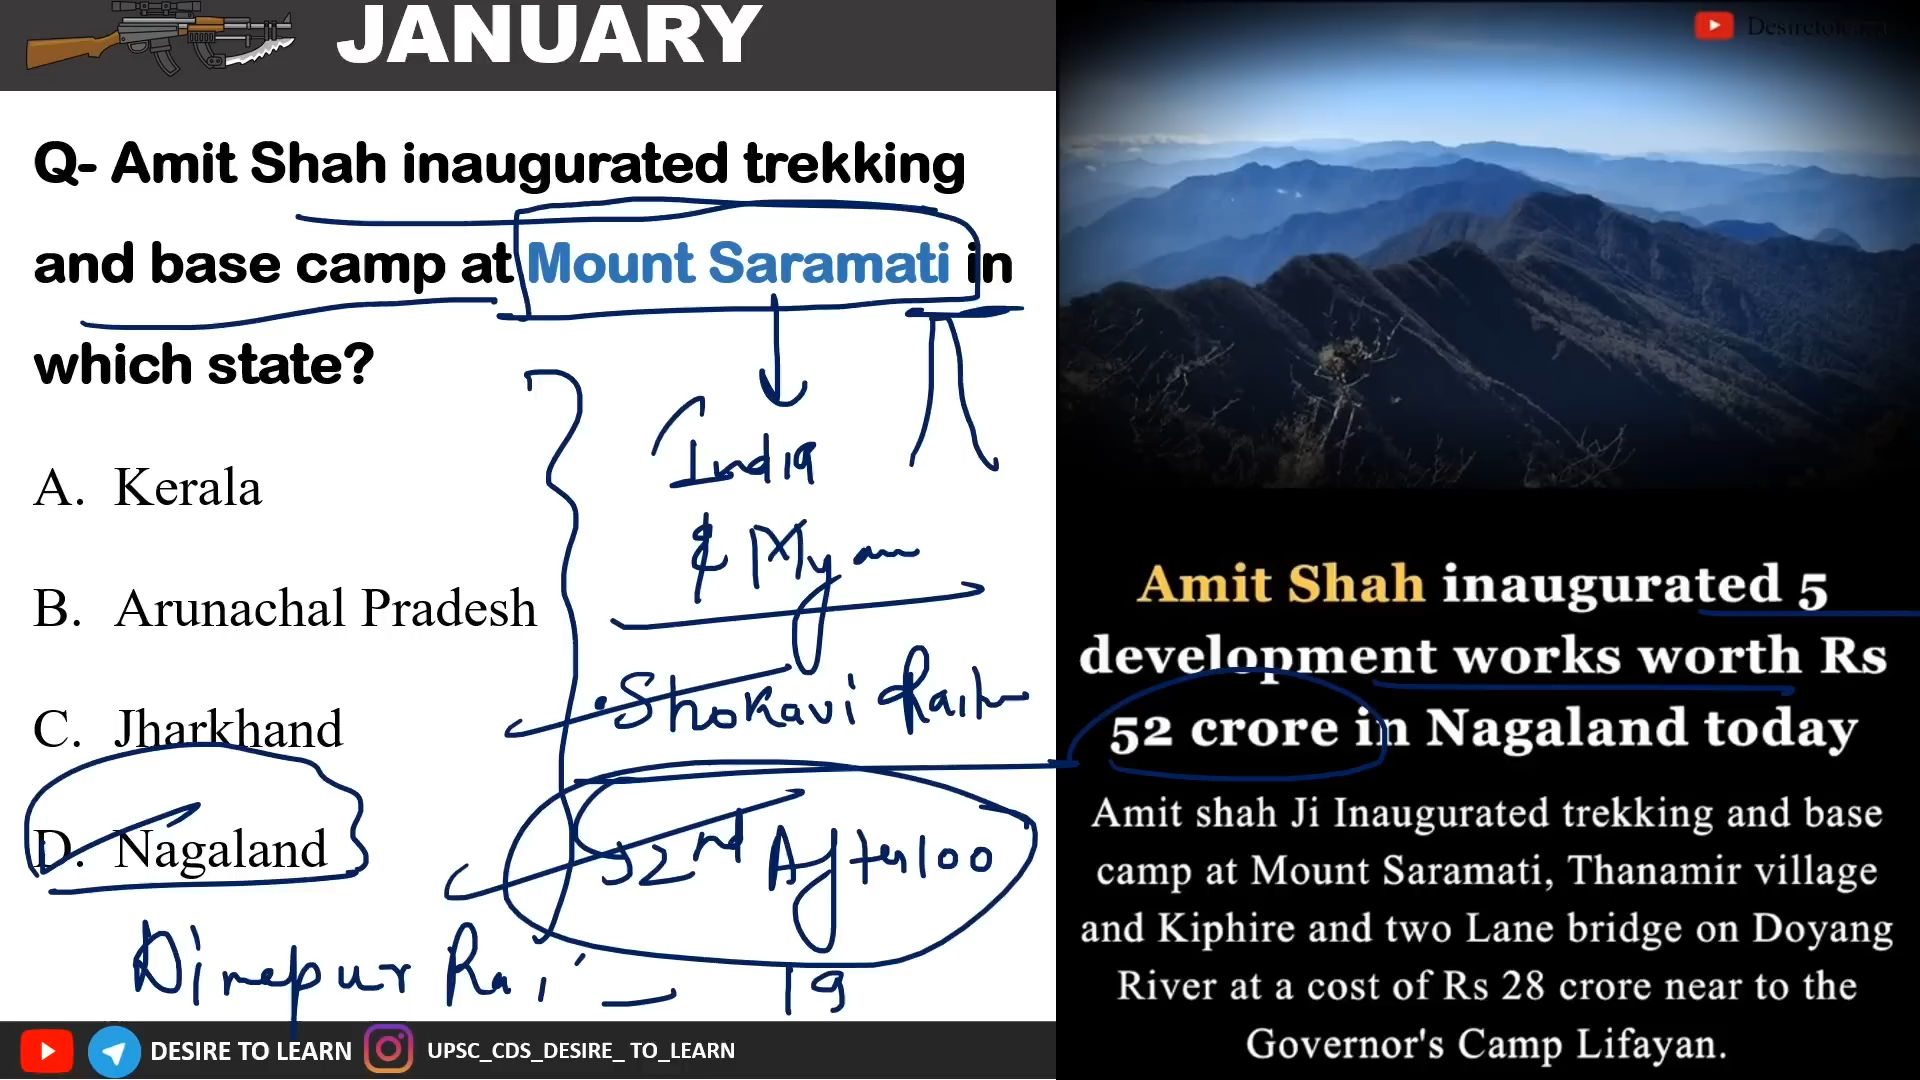 JANUARY
Q- Amit Shah inaugurated trekking
and base camp at Mount Saramati in
which state?
A. Kerala
B. Arunachal Pradesh
C. Jharkhand
D. Nagaland
India
& Myan
Shokavi Railw
2nd After 100
Dimapur Rai
19
DESIRE TO LEARN
UPSC_CDS_DESIRE_ TO_LEARN
Amit Shah inaugurated 5
development works worth Rs
52 crore in Nagaland today
Amit shah Ji Inaugurated trekking and base
camp at Mount Saramati, Thanamir village
and Kiphire and two Lane bridge on Doyang
River at a cost of Rs 28 crore near to the
Governor's Camp Lifayan.